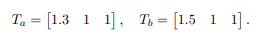 T_a = [1.3 1 1], T_b = [1.5 1 1].